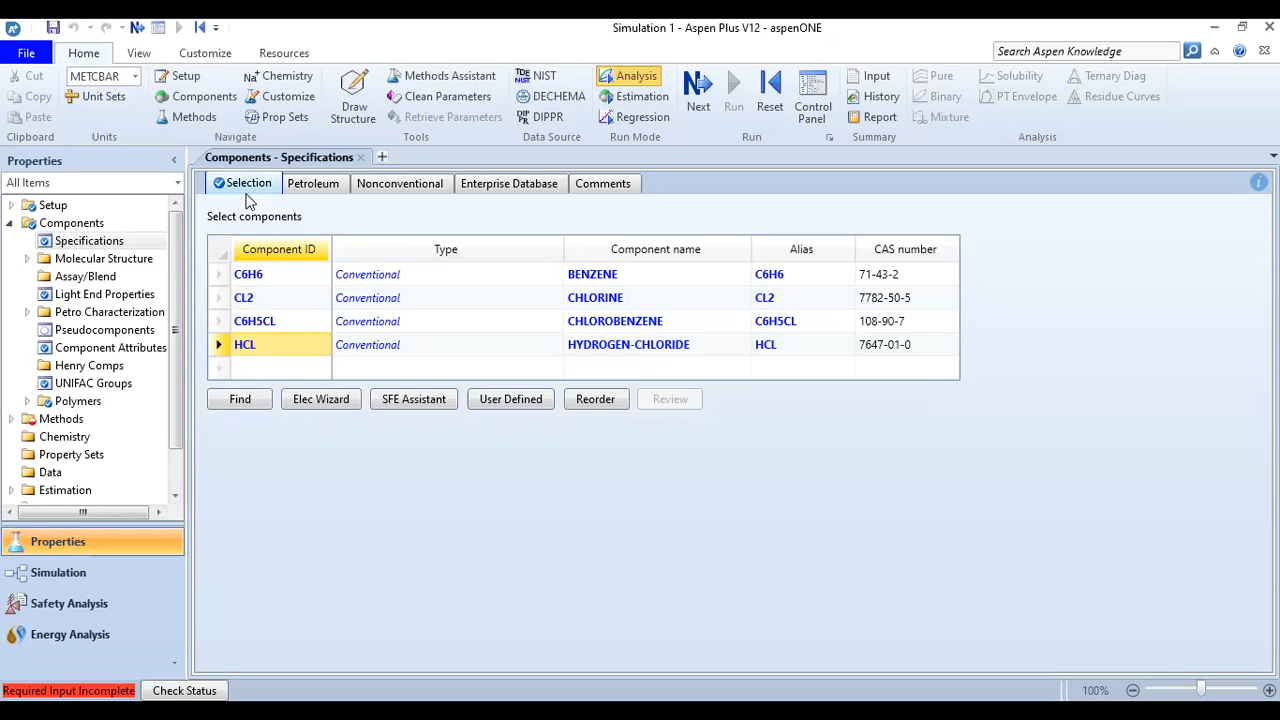 Simulation 1 - Aspen Plus V12 - aspenONE
File Home View Customize Resources Search Aspen Knowledge
Cut METCBAR Setup Chemistry Methods Assistant NIST Analysis Input Pure Solubility Ternary Diag
Copy Unit Sets Components Customize Clean Parameters DECHEMA Estimation History Binary PT Envelope Residue Curves
Paste Methods Prop Sets Draw Structure Retrieve Parameters DIPPR Regression Next Run Reset Control Panel Report Mixture
Clipboard Units Navigate Tools Data Source Run Mode Run Summary Analysis
Properties
All Items
Setup
Components
Specifications
Molecular Structure
Assay/Blend
Light End Properties
Petro Characterization
Pseudocomponents
Component Attributes
Henry Comps
UNIFAC Groups
Polymers
Methods
Chemistry
Property Sets
Data
Estimation
Properties
Simulation
Safety Analysis
Energy Analysis
Components - Specifications
Selection Petroleum Nonconventional Enterprise Database Comments
Select components
Component ID Type Component name Alias CAS number
C6H6 Conventional BENZENE C6H6 71-43-2
CL2 Conventional CHLORINE CL2 7782-50-5
C6H5CL Conventional CHLOROBENZENE C6H5CL 108-90-7
HCL Conventional HYDROGEN-CHLORIDE HCL 7647-01-0
Find Elec Wizard SFE Assistant User Defined Reorder Review
Required Input Incomplete Check Status 100%